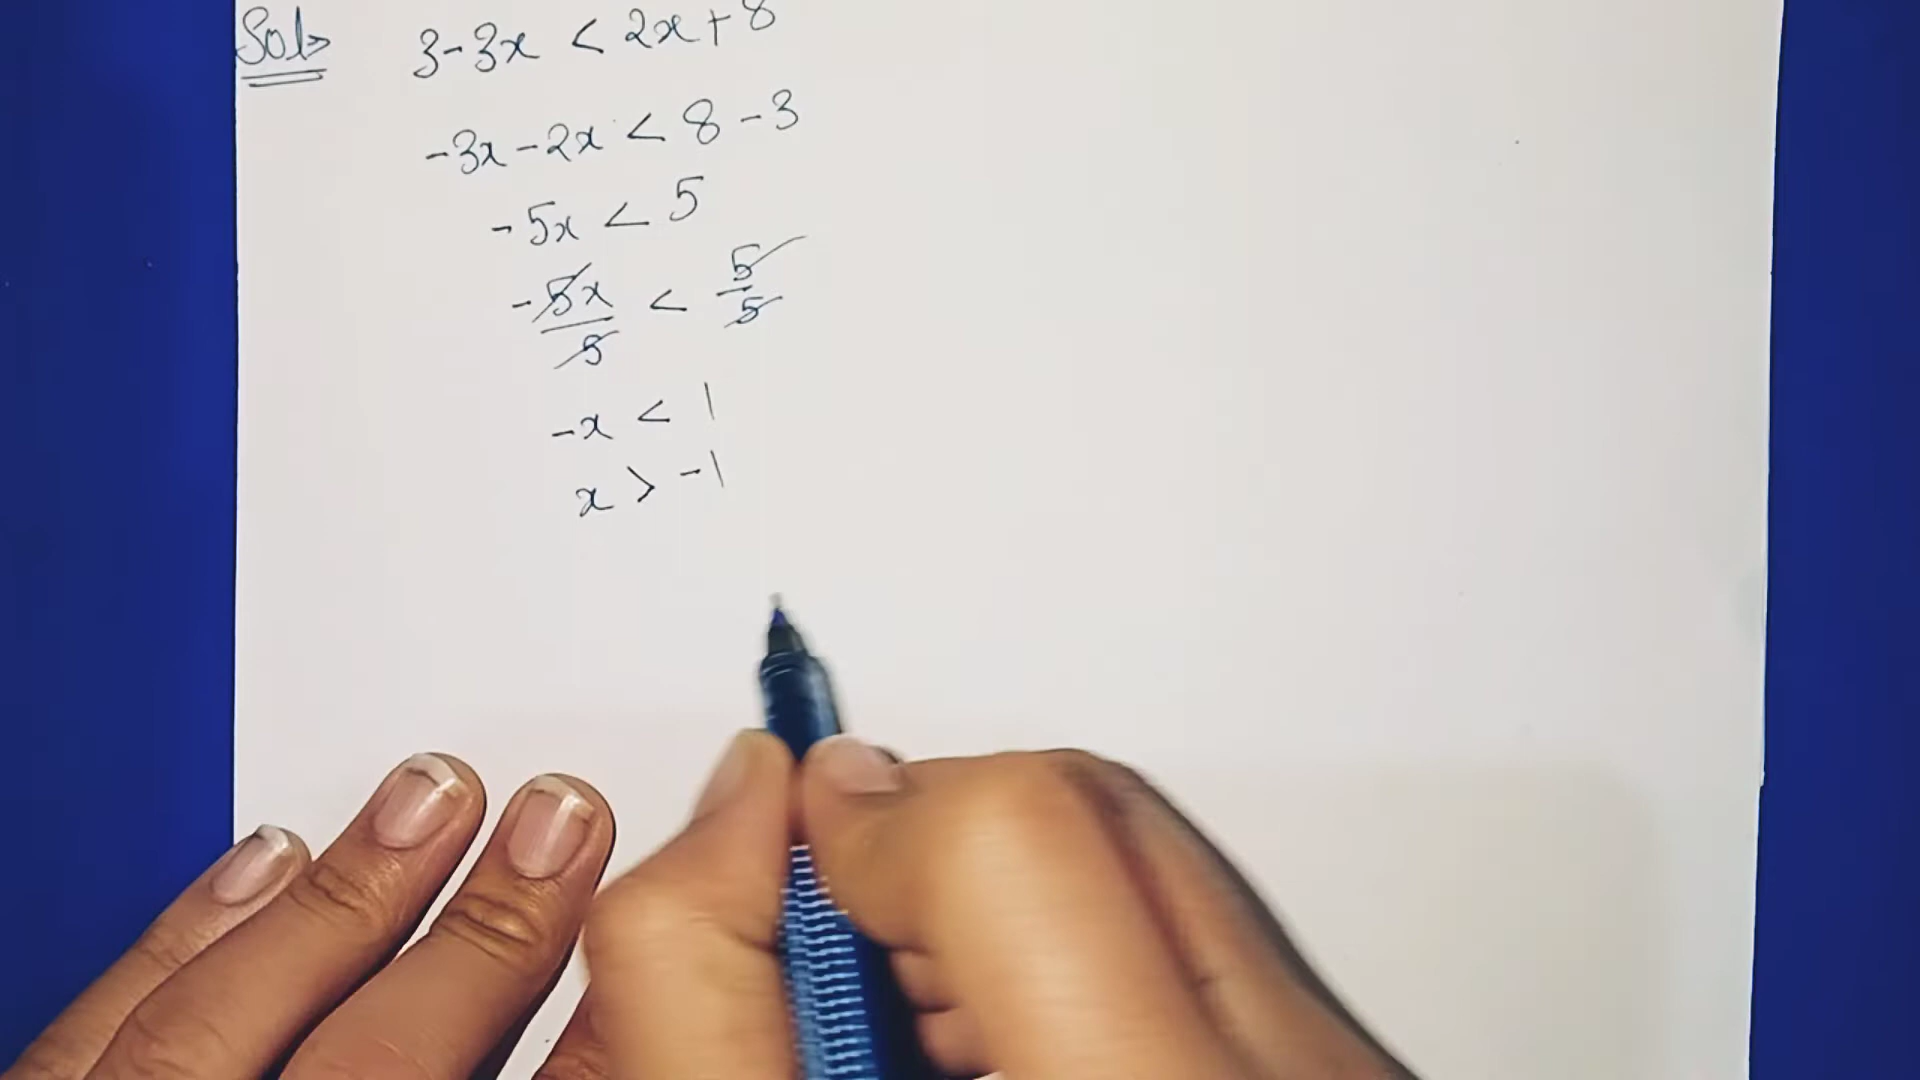 Sol>
3-3x < 2x+8
-3x-2x < 8-3
-5x < 5
-5x/5 < 5/5
-x < 1
x > -1